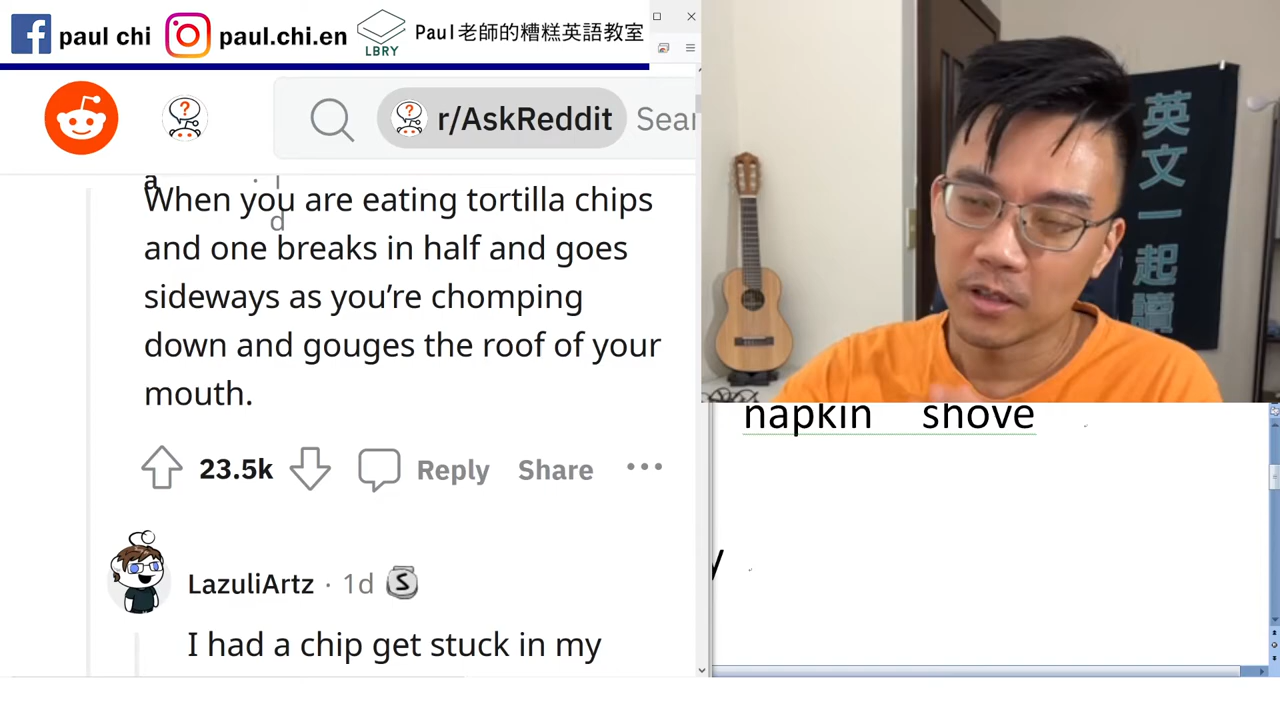 paul chi
paul.chi.en
LBRY
Paul老師的糟糕英語教室
r/AskReddit
Sear
a · l
d
When you are eating tortilla chips
and one breaks in half and goes
sideways as you’re chomping
down and gouges the roof of your
mouth.
23.5k
Reply
Share
LazuliArtz · 1d
S
I had a chip get stuck in my
英文一起讀
napkin shove
y